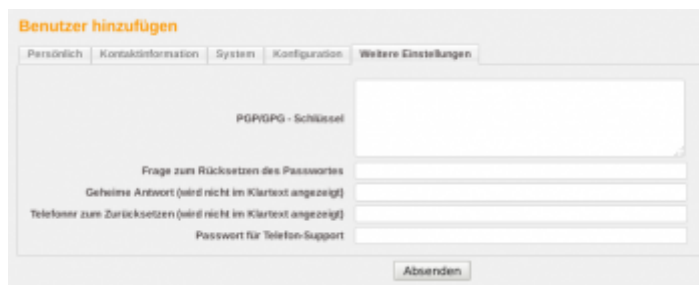 Benutzer hinzufügen
Persönlich Kontaktinformation System Konfiguration Weitere Einstellungen
PGP/GPG - Schlüssel
Frage zum Rücksetzen des Passwortes
Geheime Antwort (wird nicht im Klartext angezeigt)
Telefonnr zum Zurücksetzen (wird nicht im Klartext angezeigt)
Passwort für Telefon-Support
Absenden